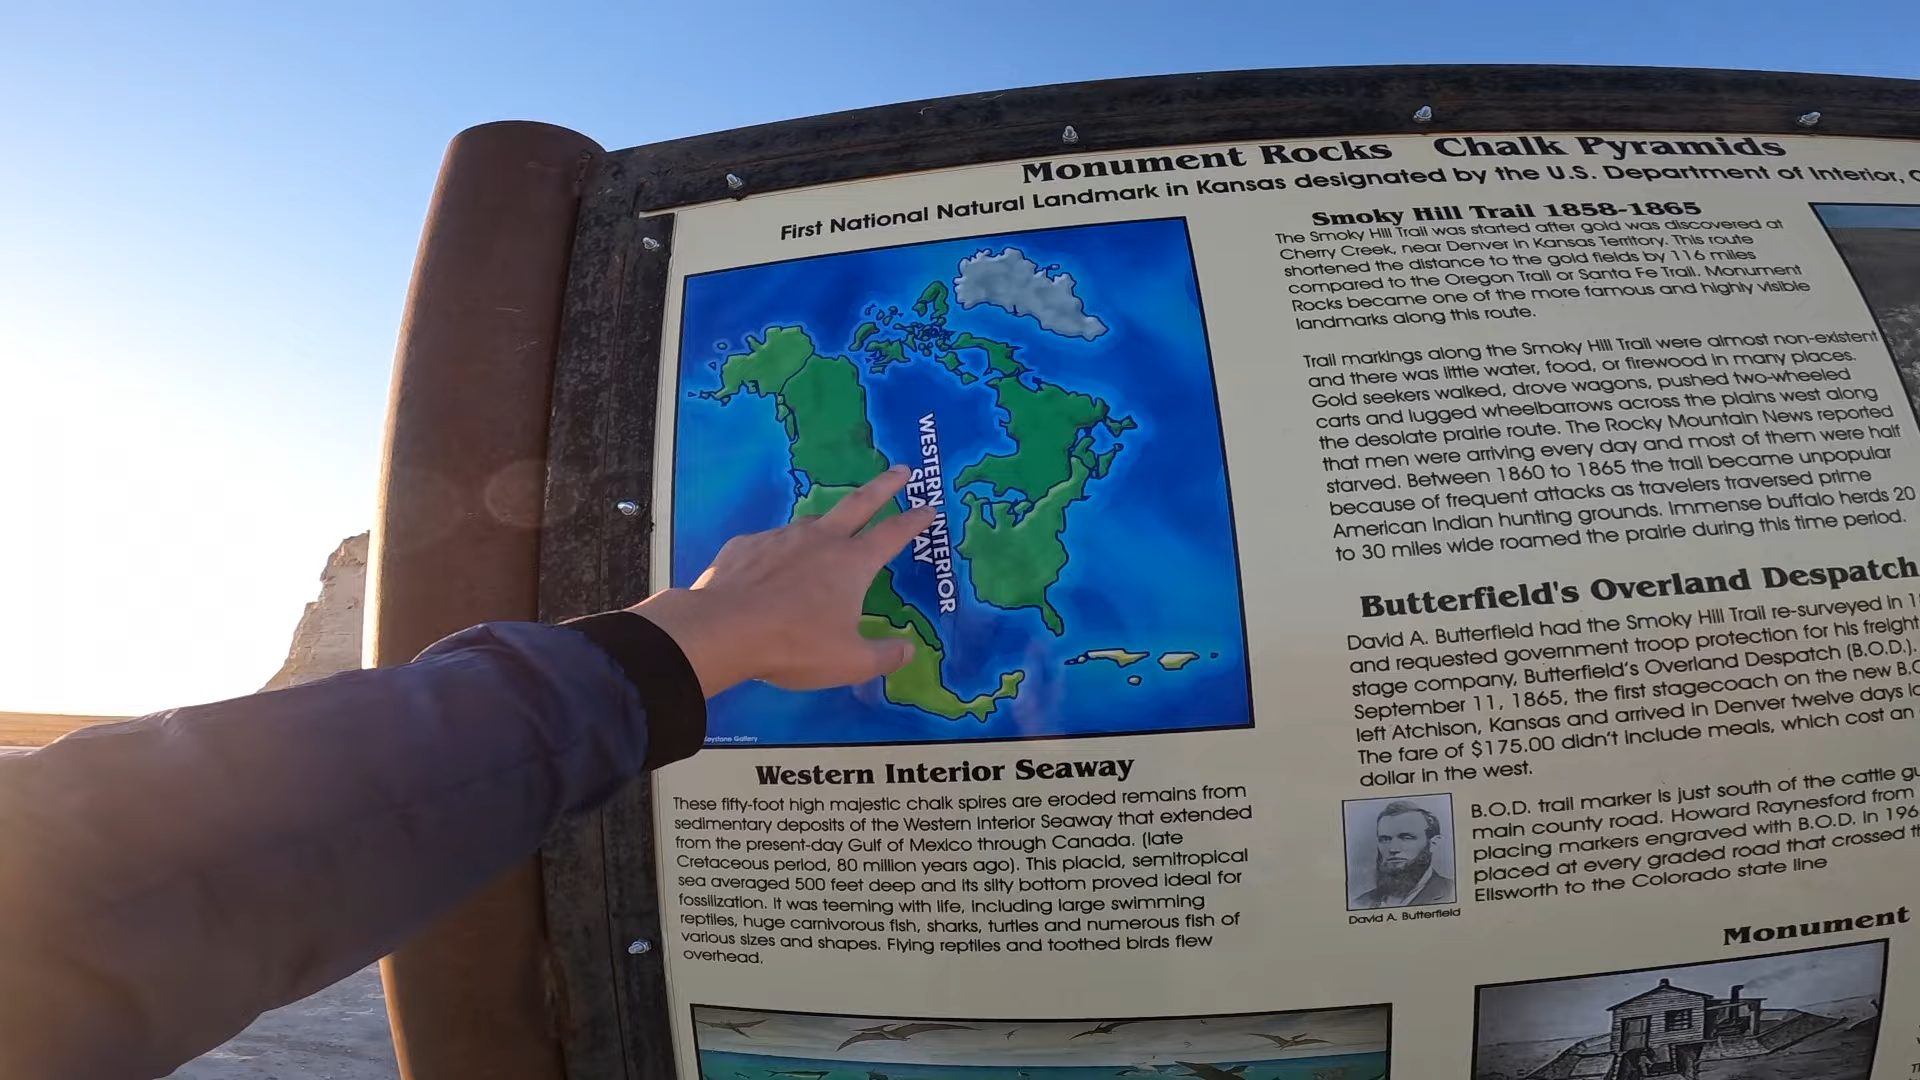 Monument Rocks Chalk Pyramids
First National Natural Landmark in Kansas designated by the U.S. Department of Interior,
WESTERN INTERIOR
SEAWAY
Keystone Gallery
Western Interior Seaway
These fifty-foot high majestic chalk spires are eroded remains from
sedimentary deposits of the Western Interior Seaway that extended
from the present-day Gulf of Mexico through Canada. (late
Cretaceous period, 80 million years ago). This placid, semitropical
sea averaged 500 feet deep and its silty bottom proved ideal for
fossilization. It was teeming with life, including large swimming
reptiles, huge carnivorous fish, sharks, turtles and numerous fish of
various sizes and shapes. Flying reptiles and toothed birds flew
overhead.
Smoky Hill Trail 1858-1865
The Smoky Hill Trail was started after gold was discovered at
Cherry Creek, near Denver in Kansas Territory. This route
shortened the distance to the gold fields by 116 miles
compared to the Oregon Trail or Santa Fe Trail. Monument
Rocks became one of the more famous and highly visible
landmarks along this route.
Trail markings along the Smoky Hill Trail were almost non-existent
and there was little water, food, or firewood in many places.
Gold seekers walked, drove wagons, pushed two-wheeled
carts and lugged wheelbarrows across the plains west along
the desolate prairie route. The Rocky Mountain News reported
that men were arriving every day and most of them were half
starved. Between 1860 to 1865 the trail became unpopular
because of frequent attacks as travelers traversed prime
American Indian hunting grounds. Immense buffalo herds 20
to 30 miles wide roamed the prairie during this time period.
Butterfield's Overland Despatch
David A. Butterfield had the Smoky Hill Trail re-surveyed in
and requested government troop protection for his freight
stage company, Butterfield's Overland Despatch (B.O.D.).
September 11, 1865, the first stagecoach on the new
left Atchison, Kansas and arrived in Denver twelve days
The fare of $175.00 didn't include meals, which cost an
dollar in the west.
David A. Butterfield
B.O.D. trail marker is just south of the cattle
main county road. Howard Raynesford from
placing markers engraved with B.O.D. In
placed at every graded road that crossed
Ellsworth to the Colorado state line
Monument